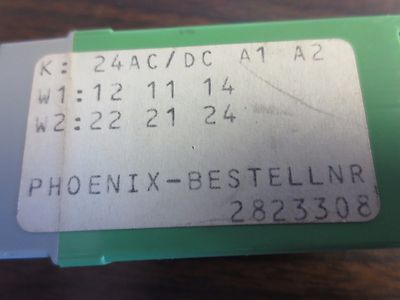 K: 24AC/DC A1 A2
W1:12 11 14
W2:22 21 24
PHOENIX-BESTELLNR
2823308